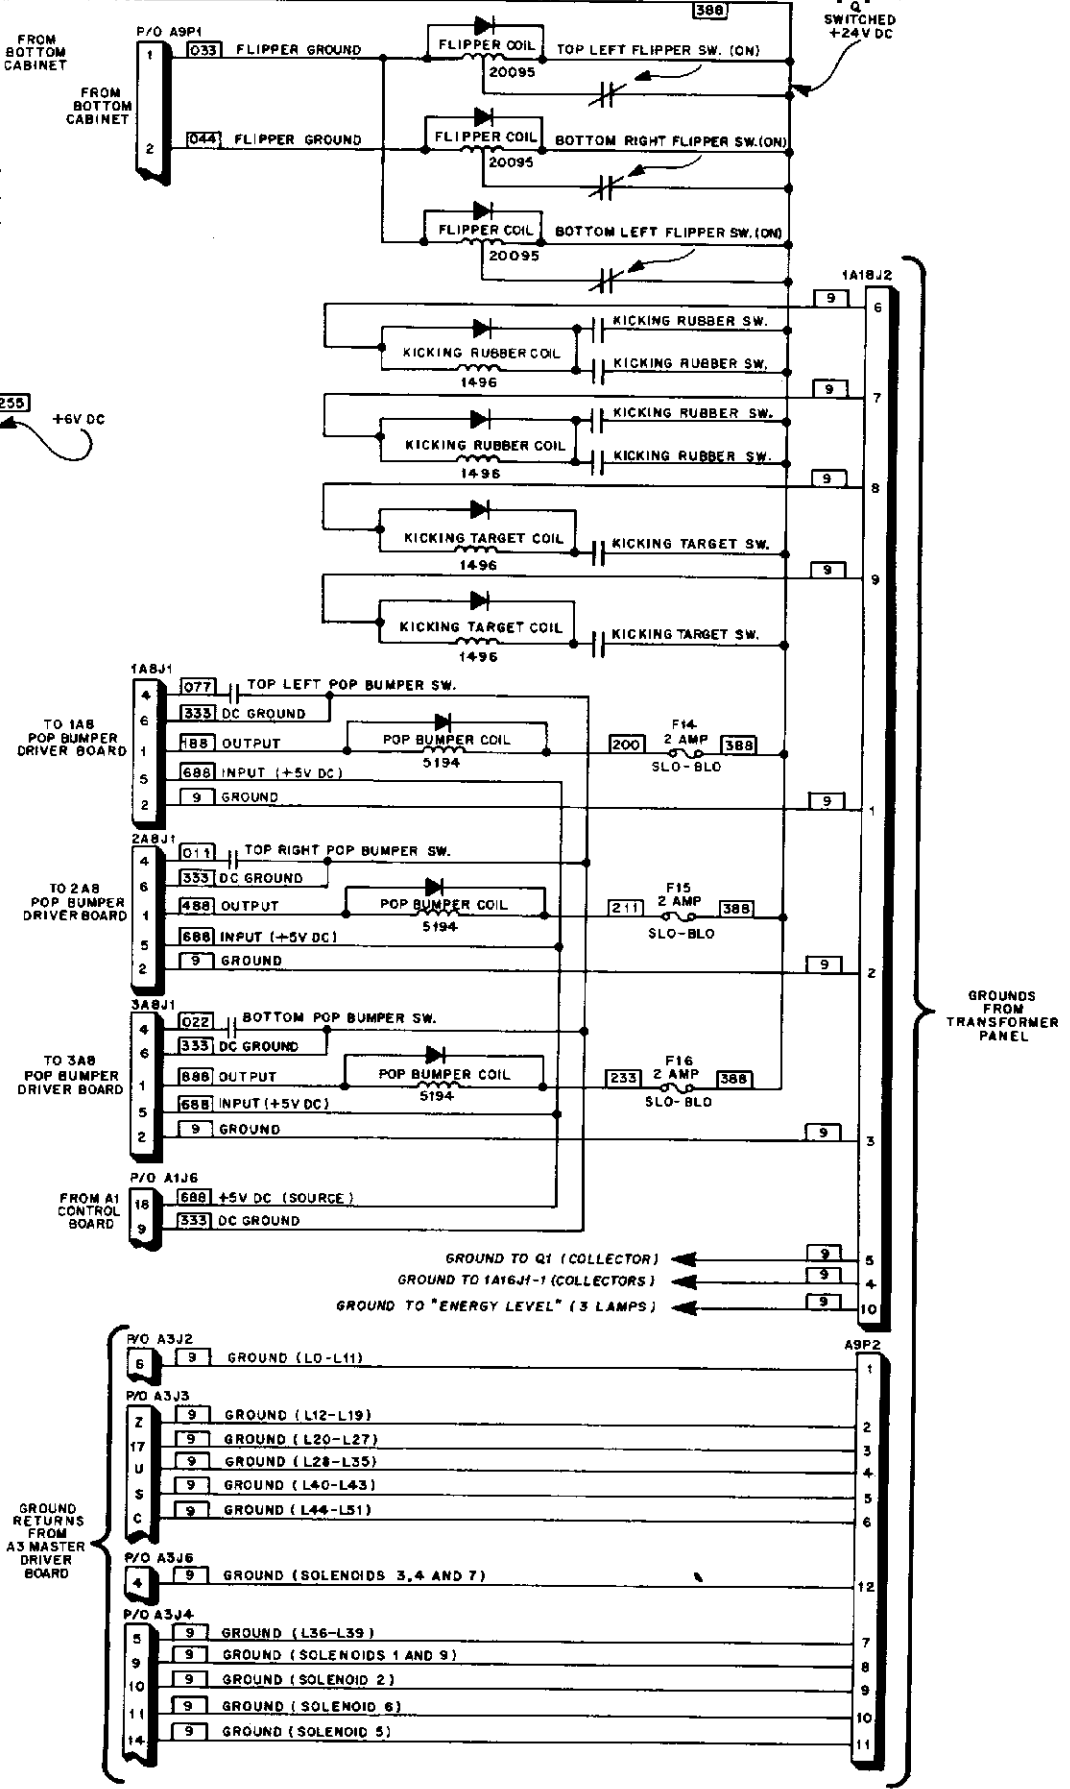 388
Q
SWITCHED
+24V DC
FROM
BOTTOM
CABINET
P/O A9P1
1
033 FLIPPER GROUND
FLIPPER COIL
20095
TOP LEFT FLIPPER SW. (ON)
FROM
BOTTOM
CABINET
2
044 FLIPPER GROUND
FLIPPER COIL
20095
BOTTOM RIGHT FLIPPER SW.(ON)
FLIPPER COIL
20095
BOTTOM LEFT FLIPPER SW.(ON)
1A18J2
9
6
KICKING RUBBER SW.
KICKING RUBBER COIL
1496
KICKING RUBBER SW.
9
7
255
+6V DC
KICKING RUBBER SW.
KICKING RUBBER COIL
1496
KICKING RUBBER SW.
9
8
KICKING TARGET COIL
1496
KICKING TARGET SW.
9
9
KICKING TARGET COIL
1496
KICKING TARGET SW.
1A8J1
TO 1A8
POP BUMPER
DRIVER BOARD
4
077
TOP LEFT POP BUMPER SW.
6
333 DC GROUND
1
188 OUTPUT
POP BUMPER COIL
5194
200
F14
2 AMP
SLO-BLO
388
5
688 INPUT (+5V DC)
2
9 GROUND
9
1
2A8J1
TO 2A8
POP BUMPER
DRIVER BOARD
4
011
TOP RIGHT POP BUMPER SW.
6
333 DC GROUND
1
488 OUTPUT
POP BUMPER COIL
5194
211
F15
2 AMP
SLO-BLO
388
5
688 INPUT (+5V DC)
2
9 GROUND
9
2
3A8J1
TO 3A8
POP BUMPER
DRIVER BOARD
4
022
BOTTOM POP BUMPER SW.
6
333 DC GROUND
1
888 OUTPUT
POP BUMPER COIL
5194
233
F16
2 AMP
SLO-BLO
388
5
688 INPUT (+5V DC)
2
9 GROUND
9
3
GROUNDS
FROM
TRANSFORMER
PANEL
P/O A1J6
FROM A1
CONTROL
BOARD
18
688 +5V DC (SOURCE)
9
333 DC GROUND
GROUND TO Q1 (COLLECTOR)
9
5
GROUND TO 1A16J1-1 (COLLECTORS)
9
4
GROUND TO "ENERGY LEVEL" (3 LAMPS)
9
10
P/O A3J2
A9P2
6
9 GROUND (L0-L11)
1
P/O A3J3
Z
9 GROUND (L12-L19)
2
17
9 GROUND (L20-L27)
3
U
9 GROUND (L28-L35)
4
S
9 GROUND (L40-L43)
5
C
9 GROUND (L44-L51)
6
GROUND
RETURNS
FROM
A3 MASTER
DRIVER
BOARD
P/O A3J6
4
9 GROUND (SOLENOIDS 3,4 AND 7)
12
P/O A3J4
5
9 GROUND (L36-L39)
7
9
9 GROUND (SOLENOIDS 1 AND 9)
8
10
9 GROUND (SOLENOID 2)
9
11
9 GROUND (SOLENOID 6)
10
14
9 GROUND (SOLENOID 5)
11